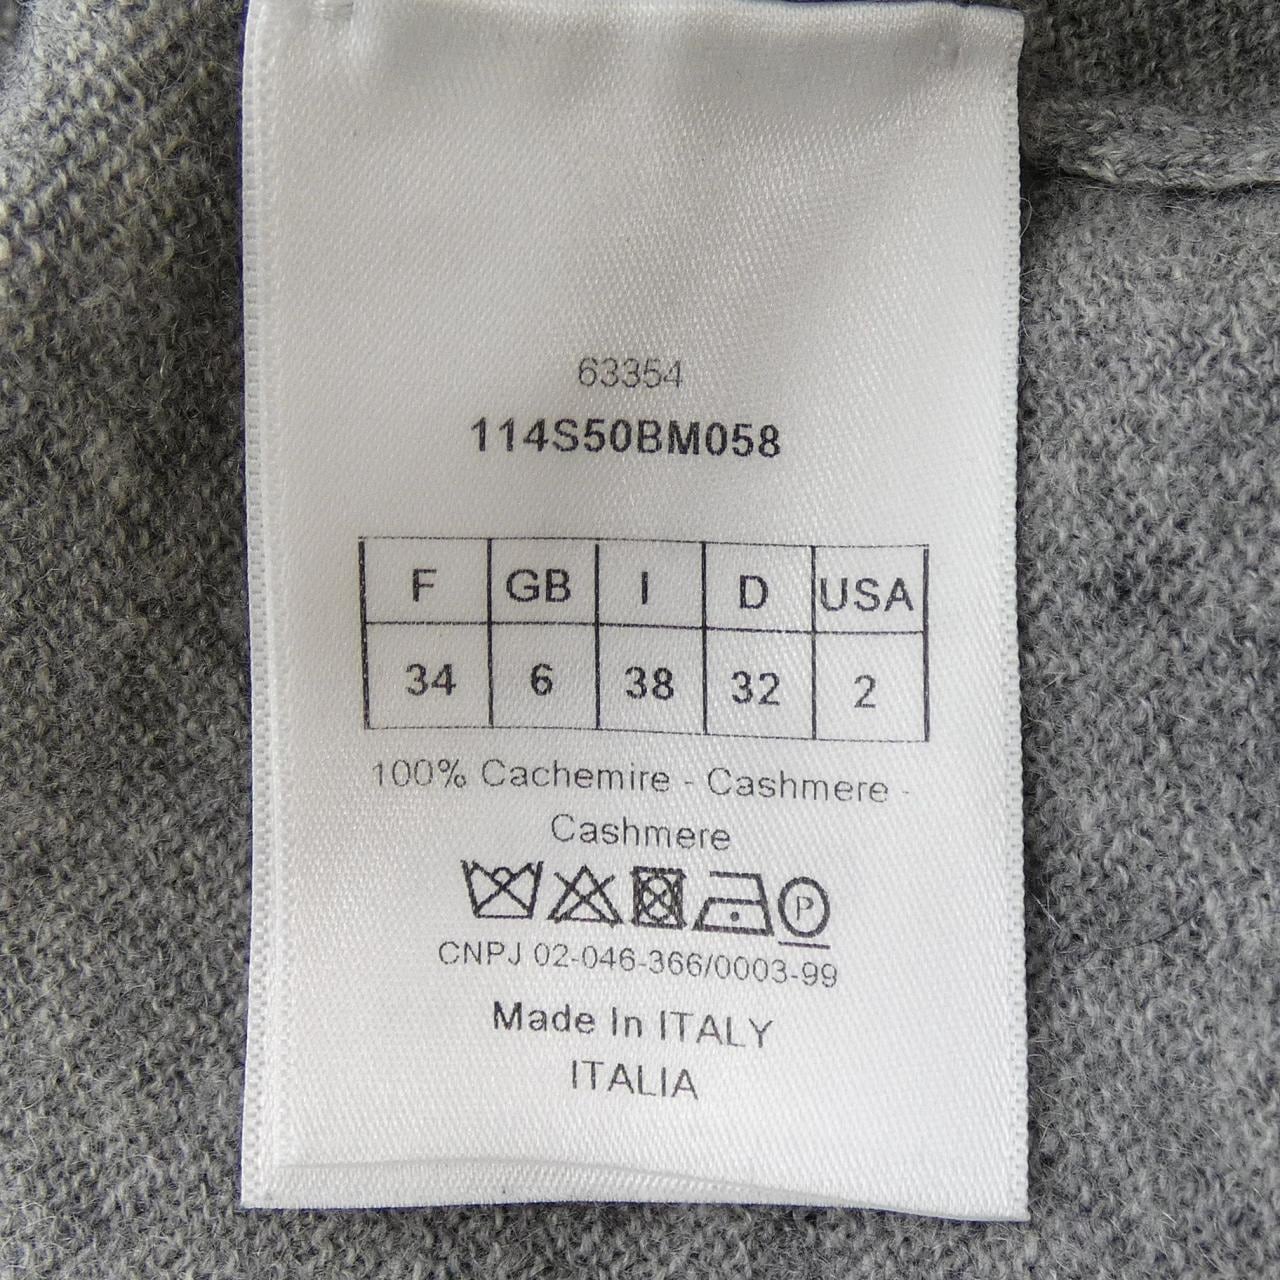 63354
114S50BM058
F GB I D USA
34 6 38 32 2
100% Cachemire - Cashmere -
Cashmere
P
CNPJ 02-046-366/0003-99
Made In ITALY
ITALIA